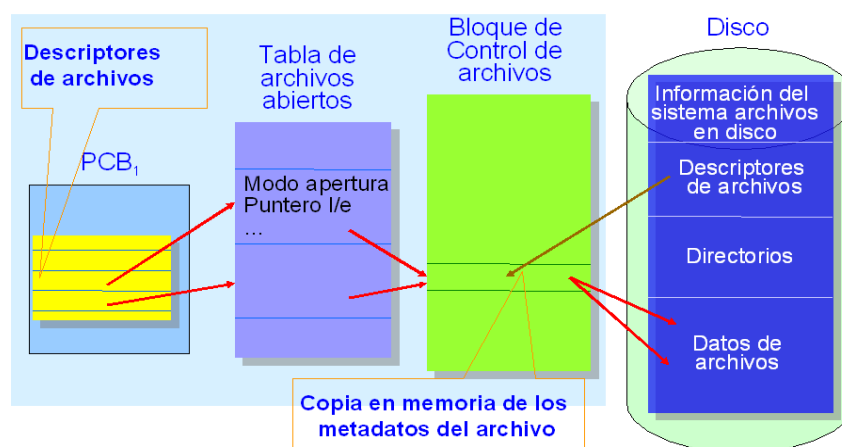 Descriptores
de archivos
PCB₁
Tabla de
archivos
abiertos
Modo apertura
Puntero l/e
...
Bloque de
Control de
archivos
Copia en memoria de los
metadatos del archivo
Disco
Información del
sistema archivos
en disco
Descriptores
de archivos
Directorios
Datos de
archivos